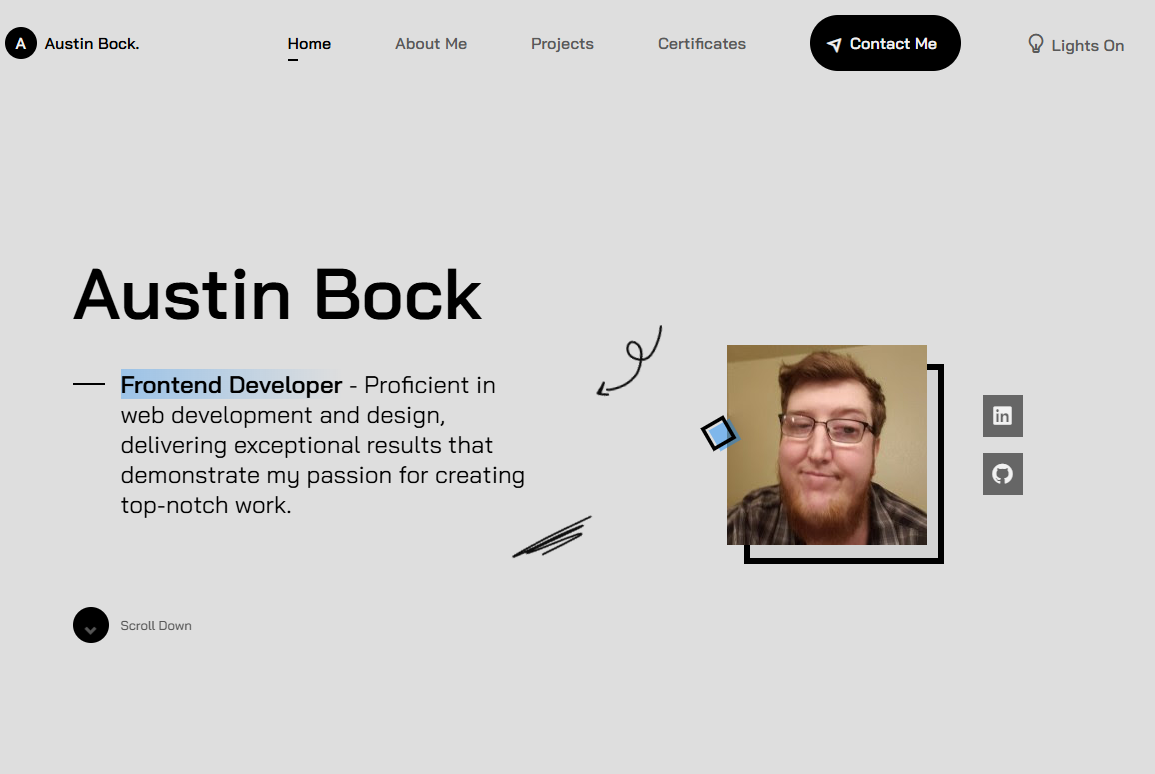 A Austin Bock. Home About Me Projects Certificates Contact Me Lights On
Austin Bock
Frontend Developer - Proficient in
web development and design,
delivering exceptional results that
demonstrate my passion for creating
top-notch work.
in
Scroll Down